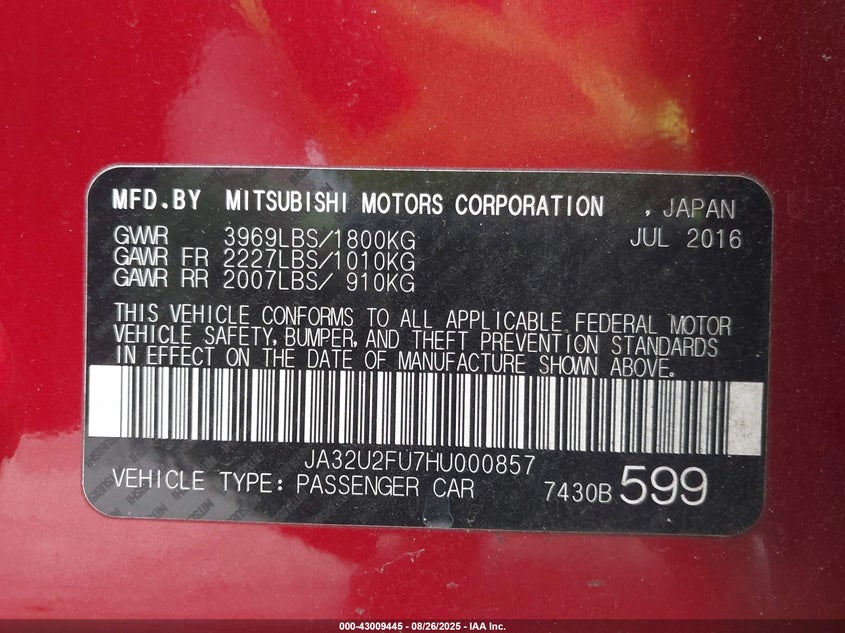 MFD.BY MITSUBISHI MOTORS CORPORATION , JAPAN
GVWR 3969LBS/1800KG JUL 2016
GAWR FR 2227LBS/1010KG
GAWR RR 2007LBS/ 910KG
THIS VEHICLE CONFORMS TO ALL APPLICABLE FEDERAL MOTOR
VEHICLE SAFETY, BUMPER, AND THEFT PREVENTION STANDARDS
IN EFFECT ON THE DATE OF MANUFACTURE SHOWN ABOVE.
JA32U2FU7HU000857
VEHICLE TYPE: PASSENGER CAR 7430B 599
000-43009445 - 08/26/2025 - IAA Inc.